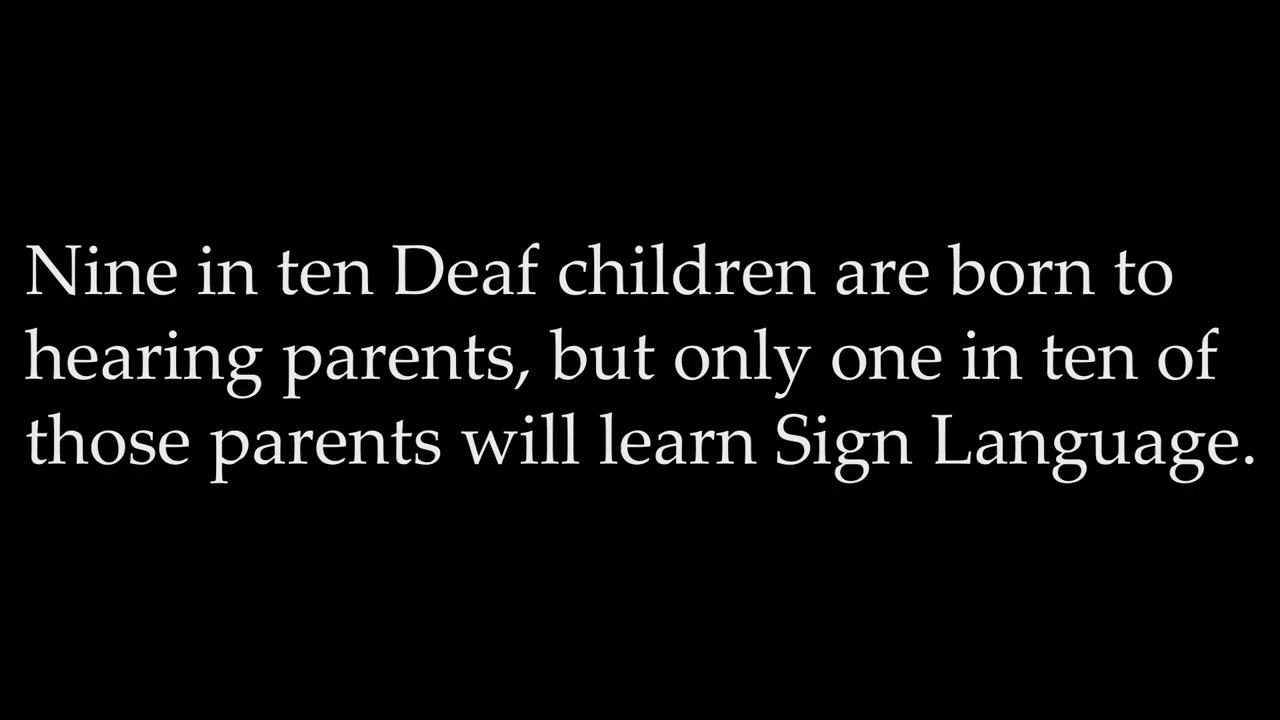 Nine in ten Deaf children are born to
hearing parents, but only one in ten of
those parents will learn Sign Language.